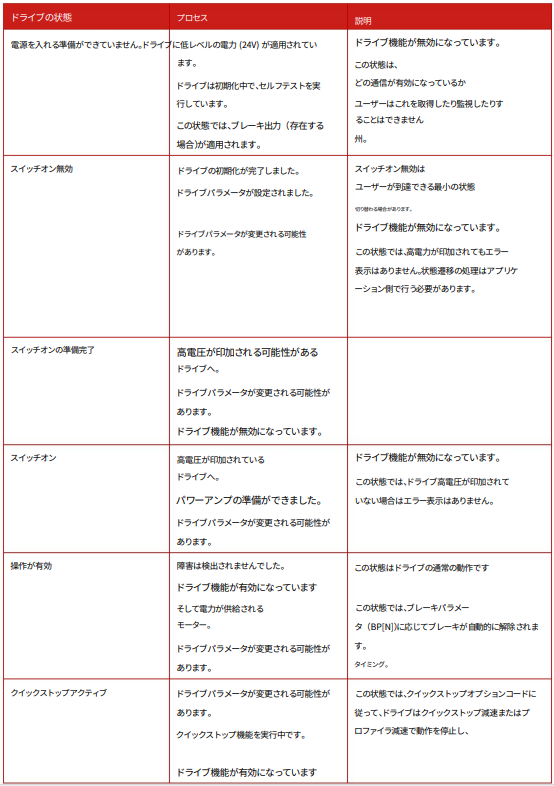 ドライブの状態
プロセス
説明
電源を入れる準備ができていません。ドライブに低レベルの電力 (24V) が適用されてい
ます。
ドライブは初期化中で、セルフテストを実
行しています。
この状態では、ブレーキ出力（存在する
場合)が適用されます。
ドライブ機能が無効になっています。
この状態は、
どの通信が有効になっているか
ユーザーはこれを取得したり監視したりす
ることはできません
州。
スイッチオン無効
ドライブの初期化が完了しました。
ドライブパラメータが設定されました。
ドライブパラメータが変更される可能性
があります。
スイッチオン無効は
ユーザーが到達できる最小の状態
切り替わる場合があります。
ドライブ機能が無効になっています。
この状態では、高電力が印加されてもエラー
表示はありません。状態遷移の処理はアプリケ
ーション側で行う必要があります。
スイッチオンの準備完了
高電圧が印加される可能性がある
ドライブへ。
ドライブパラメータが変更される可能性が
あります。
ドライブ機能が無効になっています。
スイッチオン
高電圧が印加されている
ドライブへ。
パワーアンプの準備ができました。
ドライブパラメータが変更される可能性が
あります。
ドライブ機能が無効になっています。
この状態では、ドライブ高電圧が印加されて
いない場合はエラー表示はありません。
操作が有効
障害は検出されませんでした。
ドライブ機能が有効になっています
そして電力が供給される
モーター。
ドライブパラメータが変更される可能性が
あります。
この状態はドライブの通常の動作です
この状態では、ブレーキパラメー
タ（BP[N])に応じてブレーキが自動的に解除されま
す。
タイミング。
クイックストップアクティブ
ドライブパラメータが変更される可能性が
あります。
クイックストップ機能を実行中です。
ドライブ機能が有効になっています
この状態では、クイックストップオプションコードに
従って、ドライブはクイックストップ減速またはプ
ロファイラ減速で動作を停止し、